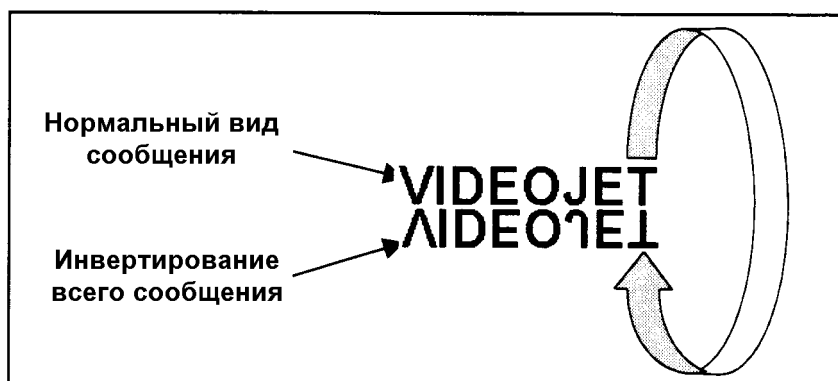 Нормальный вид
сообщения
VIDEOJET
VIDEOJET
Инвертирование
всего сообщения